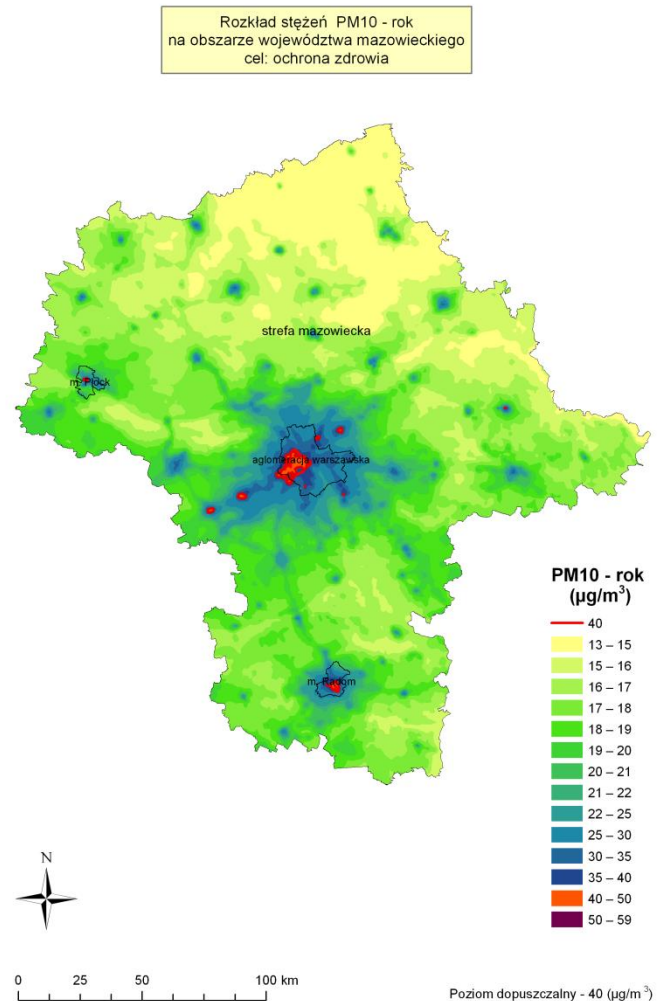 Rozkład stężeń PM10 - rok
na obszarze województwa mazowieckiego
cel: ochrona zdrowia
strefa mazowiecka
m. Płock
aglomeracja warszawska
m. Radom
PM10 - rok
(µg/m³)
40
13 – 15
15 – 16
16 – 17
17 – 18
18 – 19
19 – 20
20 – 21
21 – 22
22 – 25
25 – 30
30 – 35
35 – 40
40 – 50
50 – 59
N
0 25 50 100 km
Poziom dopuszczalny - 40 (µg/m³)